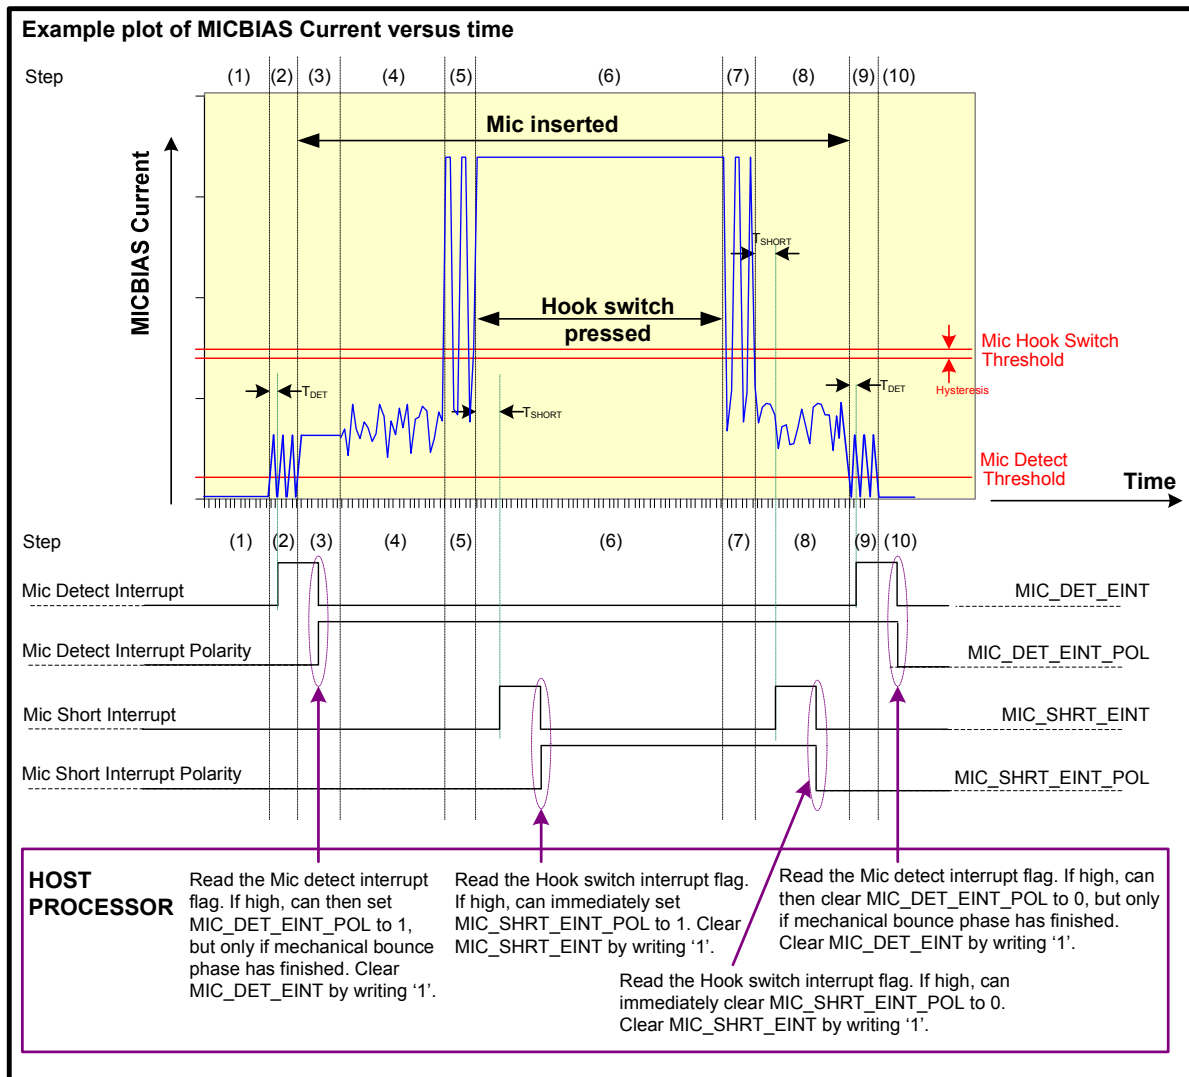 Example plot of MICBIAS Current versus time
Step (1) (2) (3) (4) (5) (6) (7) (8) (9) (10)
Mic inserted
MICBIAS Current
TSHORT
Hook switch
pressed
Mic Hook Switch
Threshold
Hysteresis
TDET
TSHORT
TDET
Mic Detect
Threshold
Time
Step (1) (2) (3) (4) (5) (6) (7) (8) (9) (10)
Mic Detect Interrupt MIC_DET_EINT
Mic Detect Interrupt Polarity MIC_DET_EINT_POL
Mic Short Interrupt MIC_SHRT_EINT
Mic Short Interrupt Polarity MIC_SHRT_EINT_POL
HOST
PROCESSOR
Read the Mic detect interrupt
flag. If high, can then set
MIC_DET_EINT_POL to 1,
but only if mechanical bounce
phase has finished. Clear
MIC_DET_EINT by writing ‘1’.
Read the Hook switch interrupt flag.
If high, can immediately set
MIC_SHRT_EINT_POL to 1. Clear
MIC_SHRT_EINT by writing ‘1’.
Read the Mic detect interrupt flag. If high, can
then clear MIC_DET_EINT_POL to 0, but only
if mechanical bounce phase has finished.
Clear MIC_DET_EINT by writing ‘1’.
Read the Hook switch interrupt flag. If high, can
immediately clear MIC_SHRT_EINT_POL to 0.
Clear MIC_SHRT_EINT by writing ‘1’.